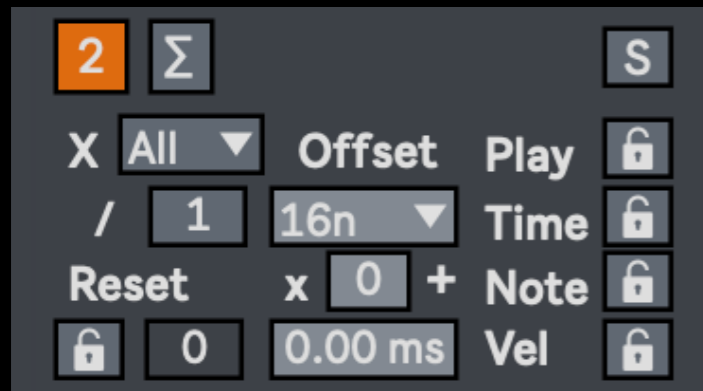 2 Σ S
X All Offset Play
/ 1 16n Time
Reset x 0 + Note
0 0.00 ms Vel